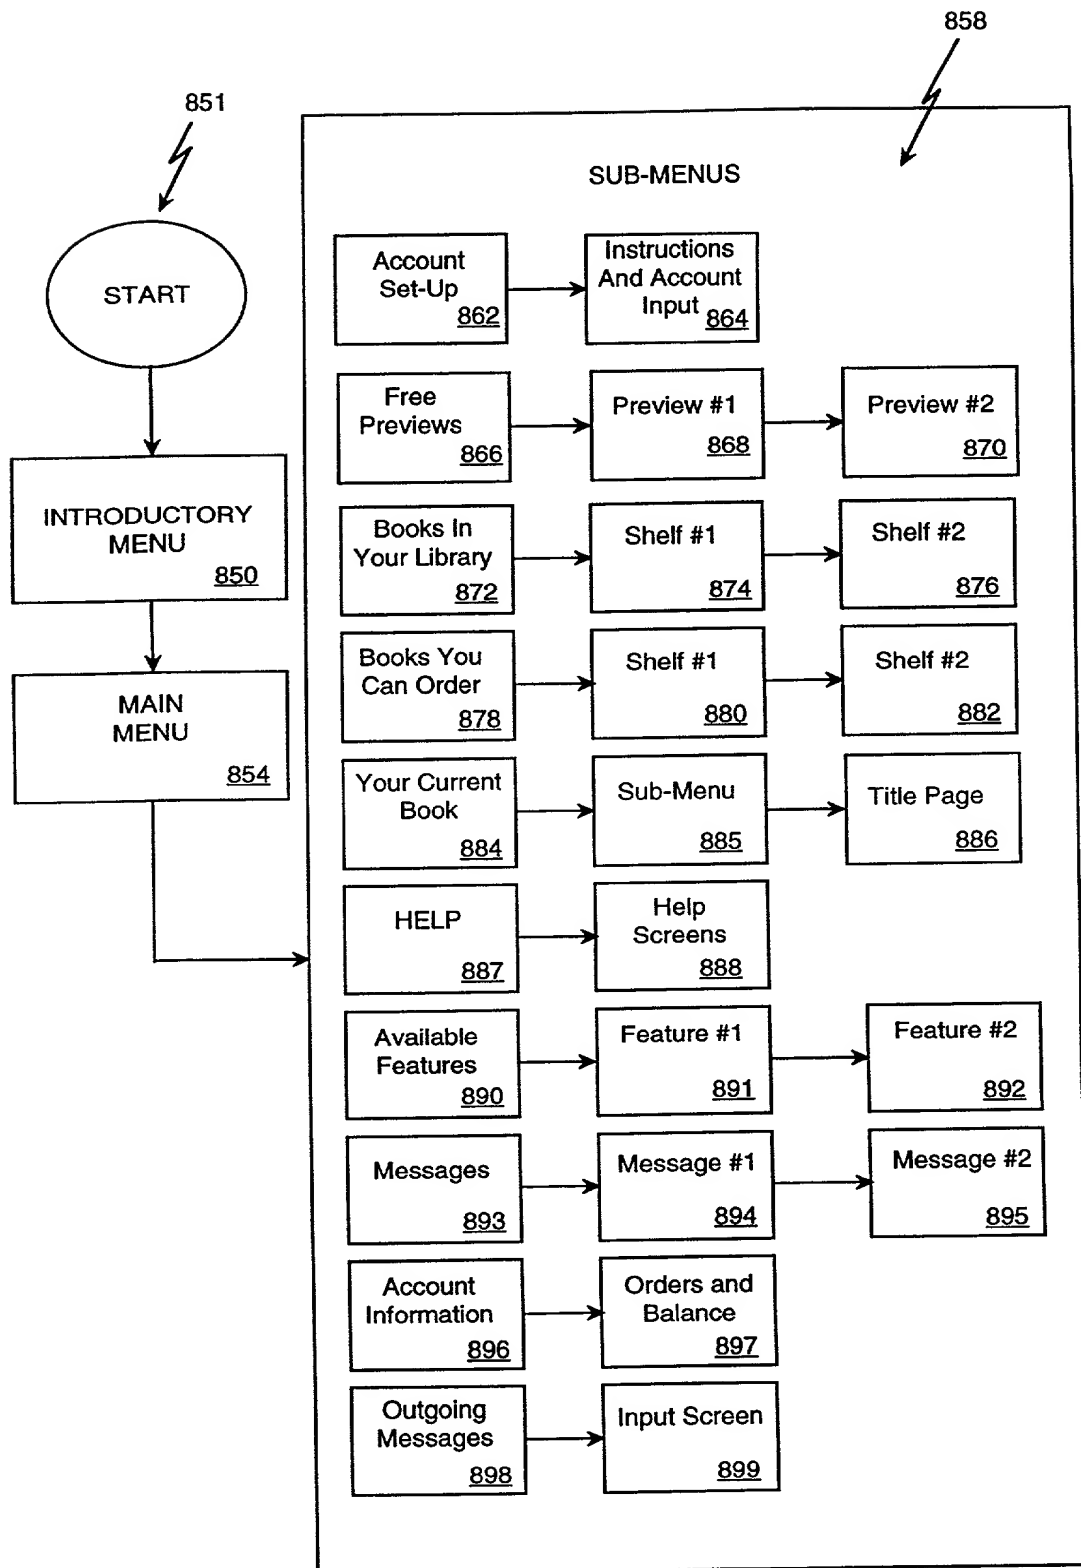 858
851
SUB-MENUS
START
INTRODUCTORY
MENU
850
MAIN
MENU
854
Account
Set-Up
862
Instructions
And Account
Input
864
Free
Previews
866
Preview #1
868
Preview #2
870
Books In
Your Library
872
Shelf #1
874
Shelf #2
876
Books You
Can Order
878
Shelf #1
880
Shelf #2
882
Your Current
Book
884
Sub-Menu
885
Title Page
886
HELP
887
Help
Screens
888
Available
Features
890
Feature #1
891
Feature #2
892
Messages
893
Message #1
894
Message #2
895
Account
Information
896
Orders and
Balance
897
Outgoing
Messages
898
Input Screen
899